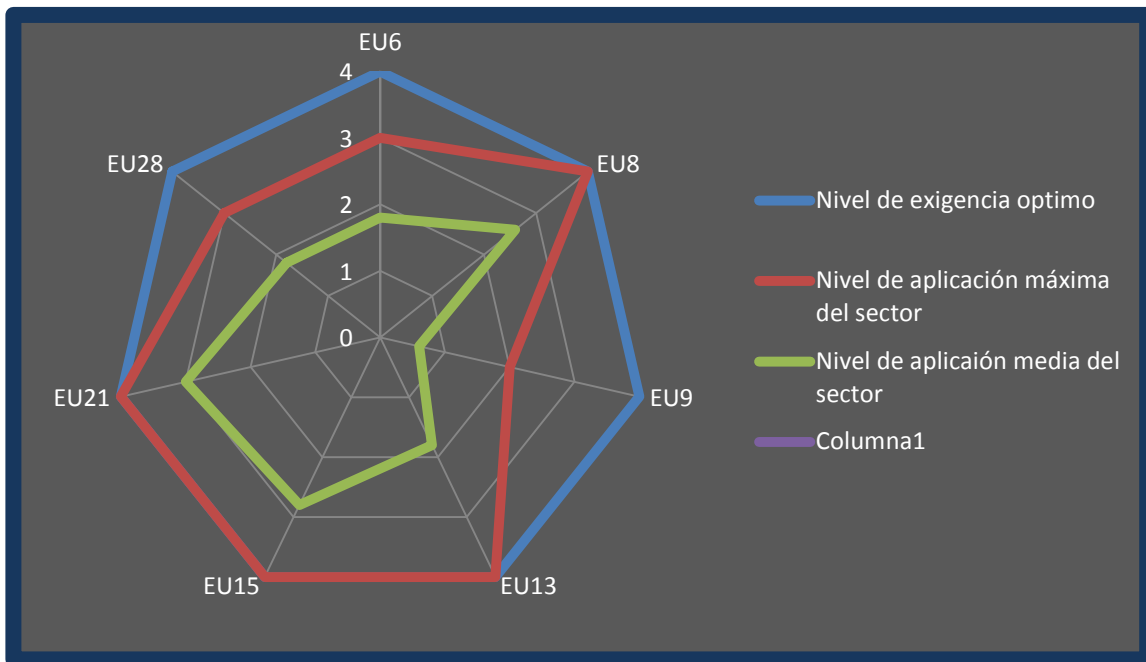 EU6
4
3
2
1
0
EU8
EU9
EU13
EU15
EU21
EU28
Nivel de exigencia optimo
Nivel de aplicación máxima
del sector
Nivel de aplicaión media del
sector
Columna1